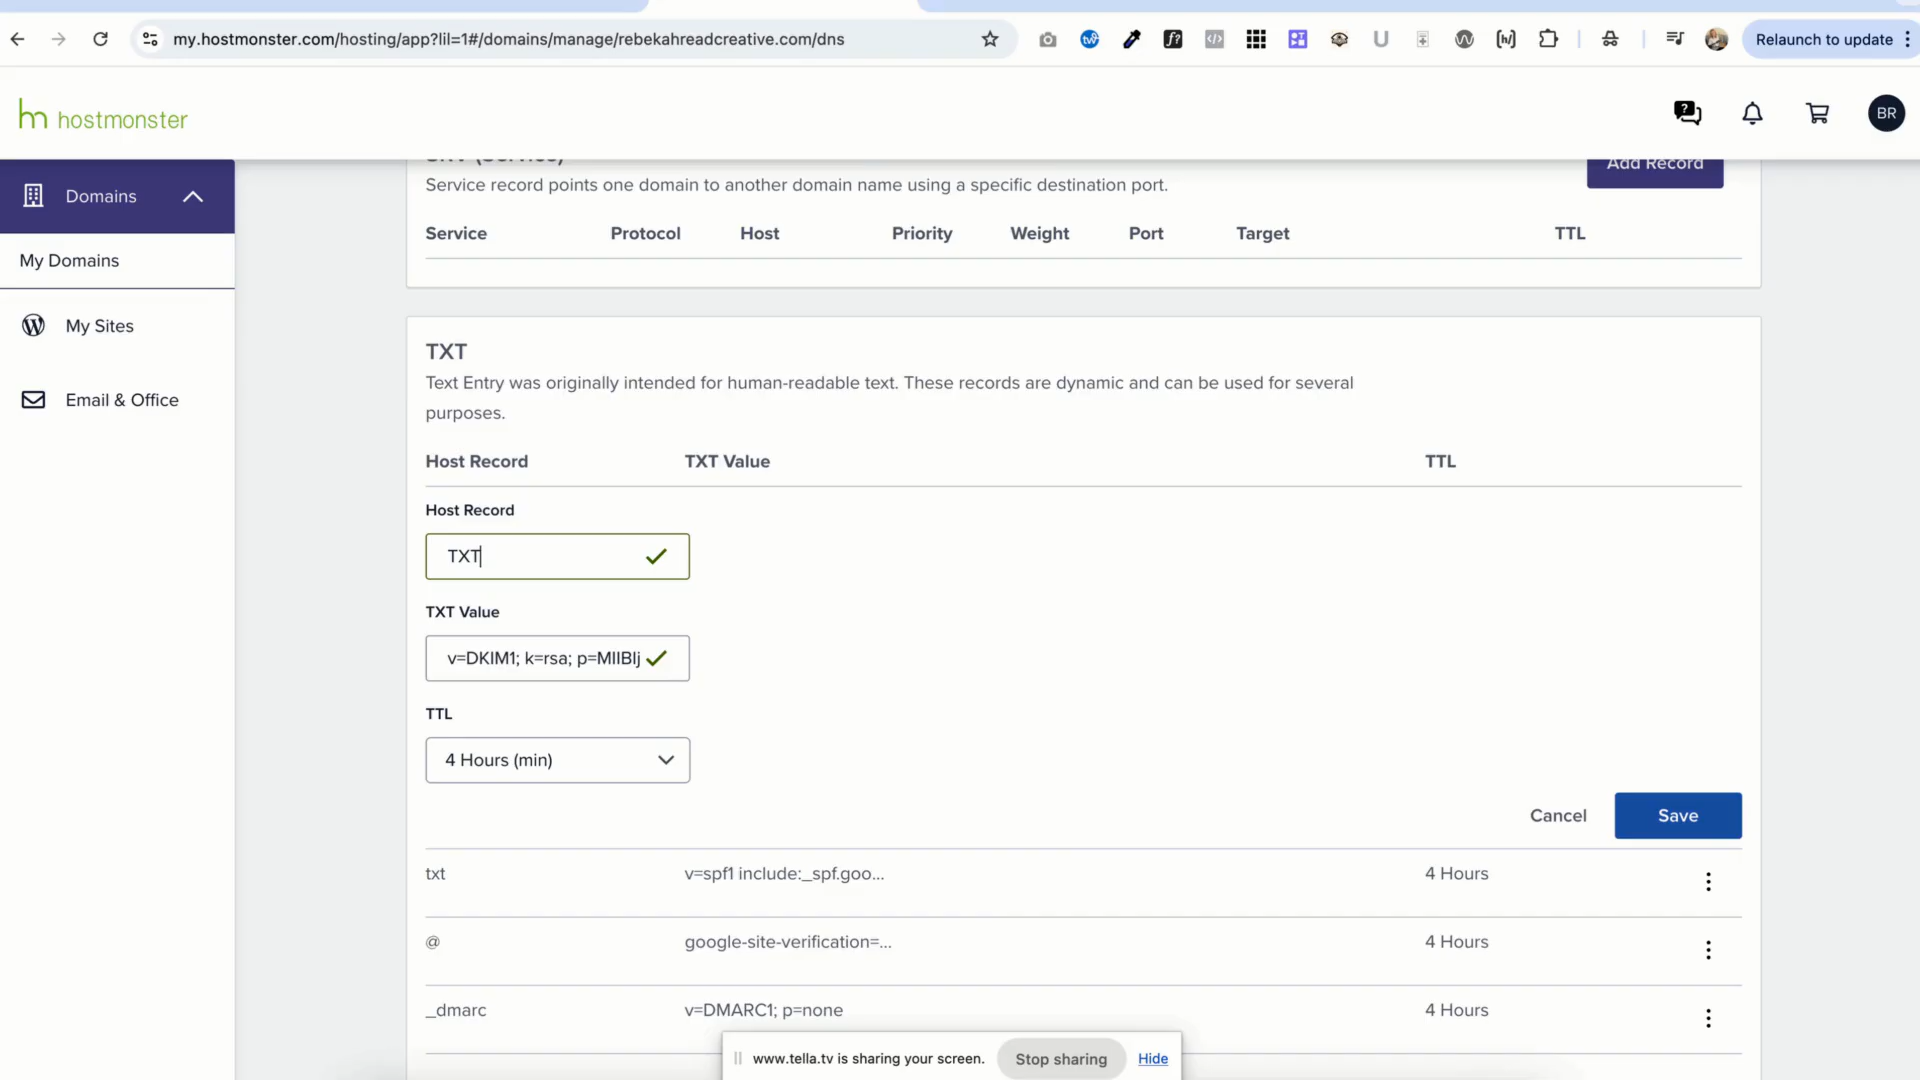 my.hostmonster.com/hosting/app?lil=1#/domains/manage/rebekahreadcreative.com/dns
Relaunch to update
hm hostmonster
BR
Domains
My Domains
My Sites
Email & Office
SRV (Service)
Add Record
Service record points one domain to another domain name using a specific destination port.
Service Protocol Host Priority Weight Port Target TTL
TXT
Text Entry was originally intended for human-readable text. These records are dynamic and can be used for several
purposes.
Host Record TXT Value TTL
Host Record
TXT
TXT Value
v=DKIM1; k=rsa; p=MIIBIj
TTL
4 Hours (min)
Cancel Save
txt v=spf1 include:_spf.goo... 4 Hours
@ google-site-verification=... 4 Hours
_dmarc v=DMARC1; p=none 4 Hours
www.tella.tv is sharing your screen. Stop sharing Hide